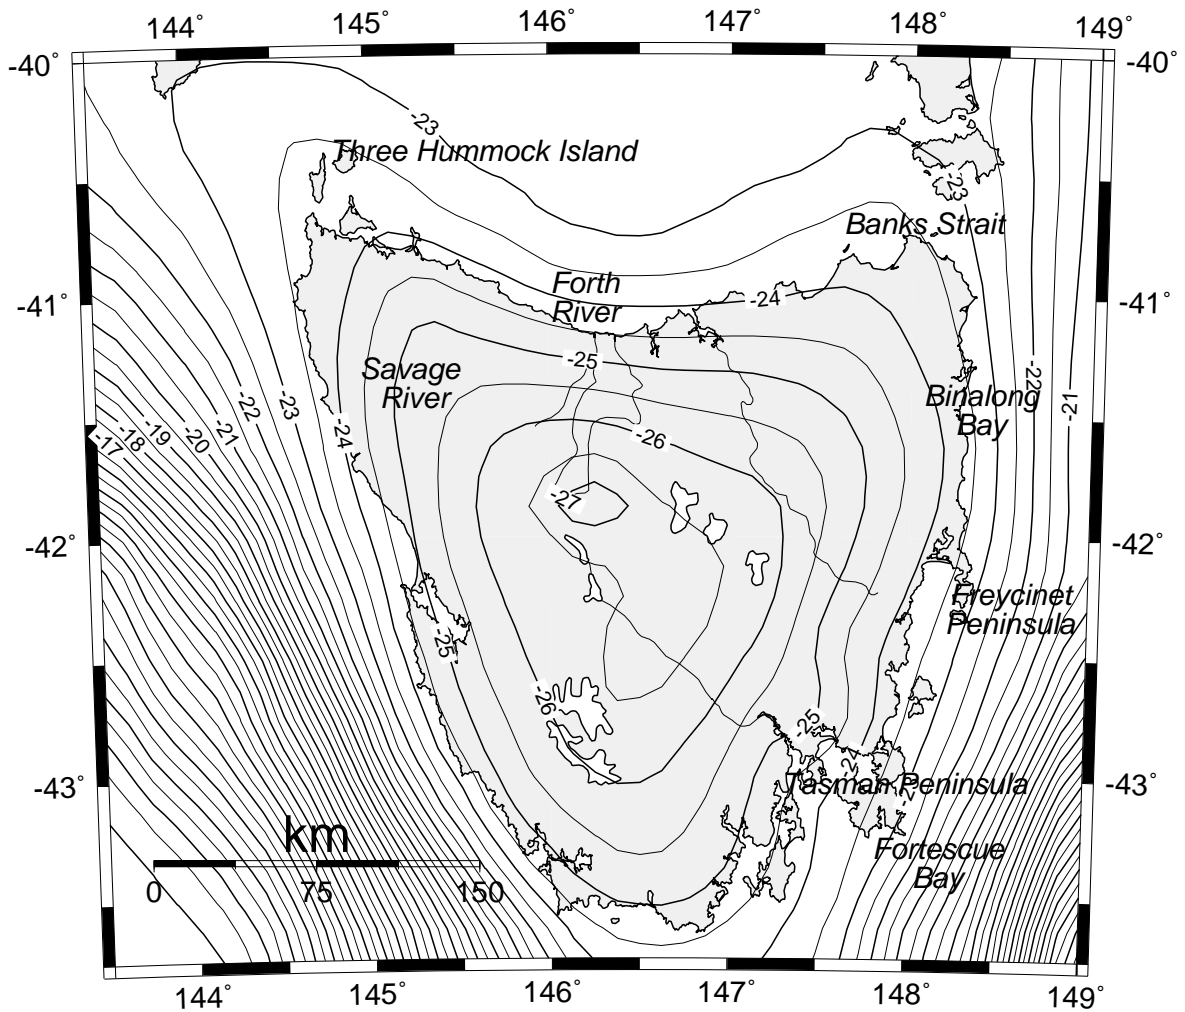 144° 145° 146° 147° 148° 149°
-40° -40°
-23
Three Hummock Island
-23
Banks Strait
Forth
River
-24
-41° -41°
-25
Savage
River
-22
Binalong
Bay
-21
-22
-23
-24
-26
-17
-18
-19
-20
-21
-27
-42° -42°
Freycinet
Peninsula
-25
-26
-25
-24
-43° -43°
Tasman Peninsula
km
Fortescue
Bay
0 75 150
144° 145° 146° 147° 148° 149°